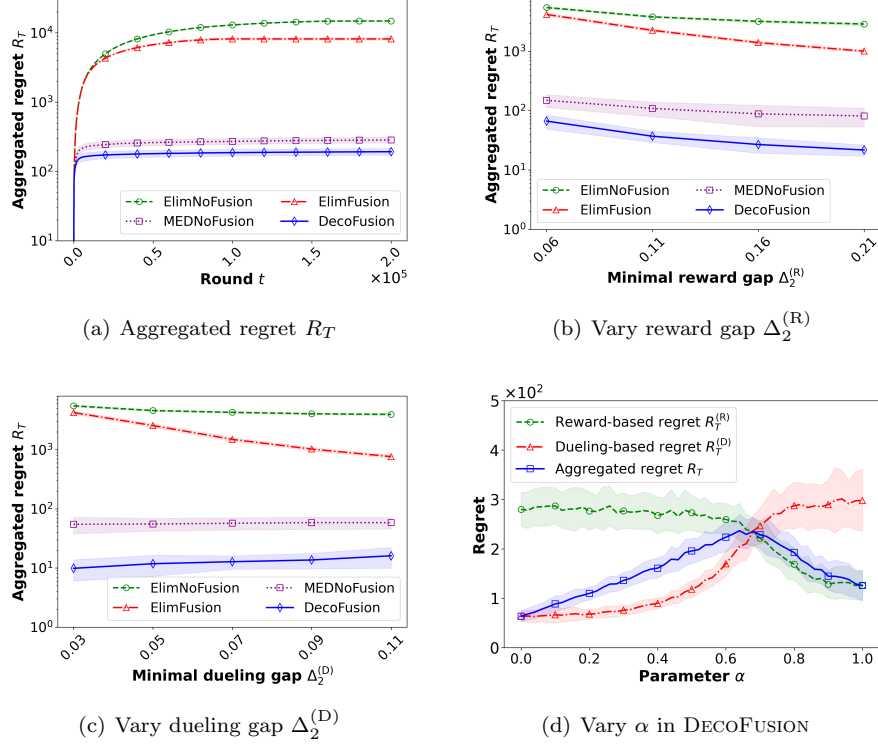 Aggregated regret R_T
10^4
10^3
10^2
10^1
ElimNoFusion
ElimFusion
MEDNoFusion
DecoFusion
0.0
0.5
1.0
1.5
2.0
×10^5
Round t
(a) Aggregated regret R_T
Aggregated regret R_T
10^3
10^2
10^1
10^0
ElimNoFusion
MEDNoFusion
ElimFusion
DecoFusion
0.06
0.11
0.16
0.21
Minimal reward gap Δ_2^(R)
(b) Vary reward gap Δ_2^(R)
Aggregated regret R_T
10^3
10^2
10^1
10^0
ElimNoFusion
MEDNoFusion
ElimFusion
DecoFusion
0.03
0.05
0.07
0.09
0.11
Minimal dueling gap Δ_2^(D)
(c) Vary dueling gap Δ_2^(D)
×10^2
Regret
5
4
3
2
1
0
Reward-based regret R_T^(R)
Dueling-based regret R_T^(D)
Aggregated regret R_T
0.0
0.2
0.4
0.6
0.8
1.0
Parameter α
(d) Vary α in DECOFUSION